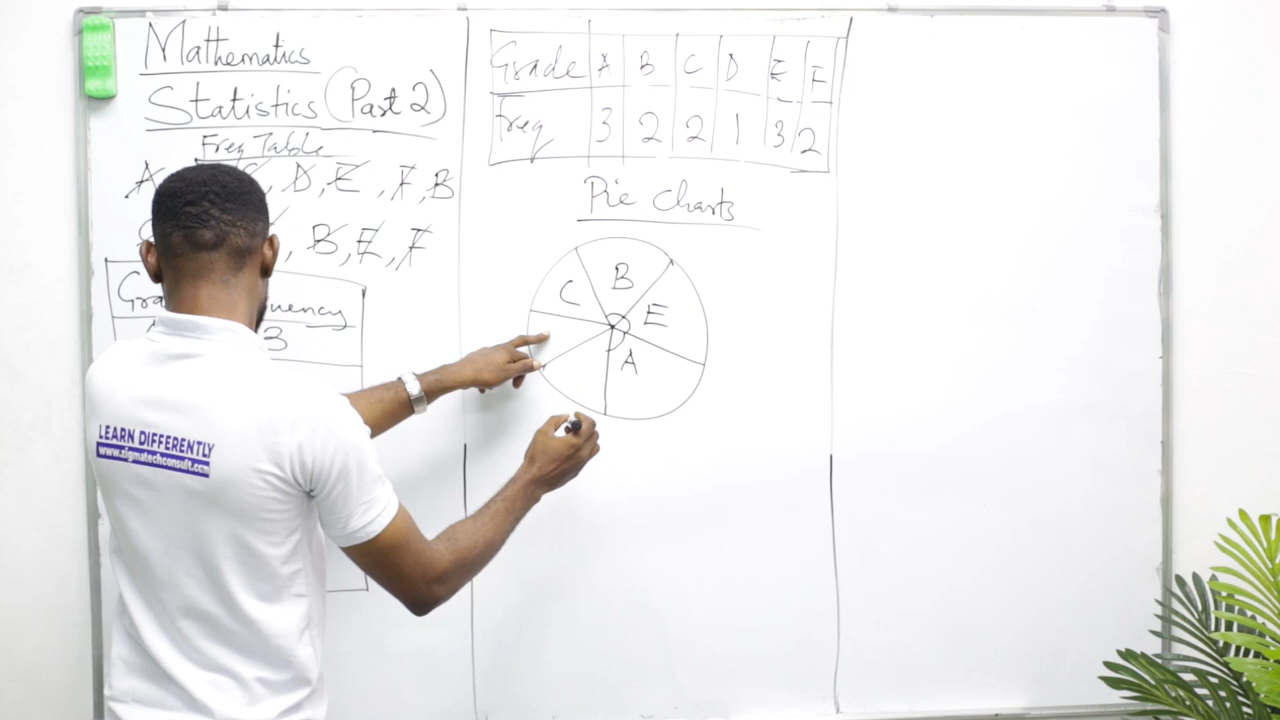 Mathematics
Statistics (Part 2)
Freq Table
A, D, E, F, B
B, E, F
3
LEARN DIFFERENTLY
www.zigmatechconsult.com
Grade A B C D E F
freq 3 2 2 1 3 2
Pie Charts
C B E A